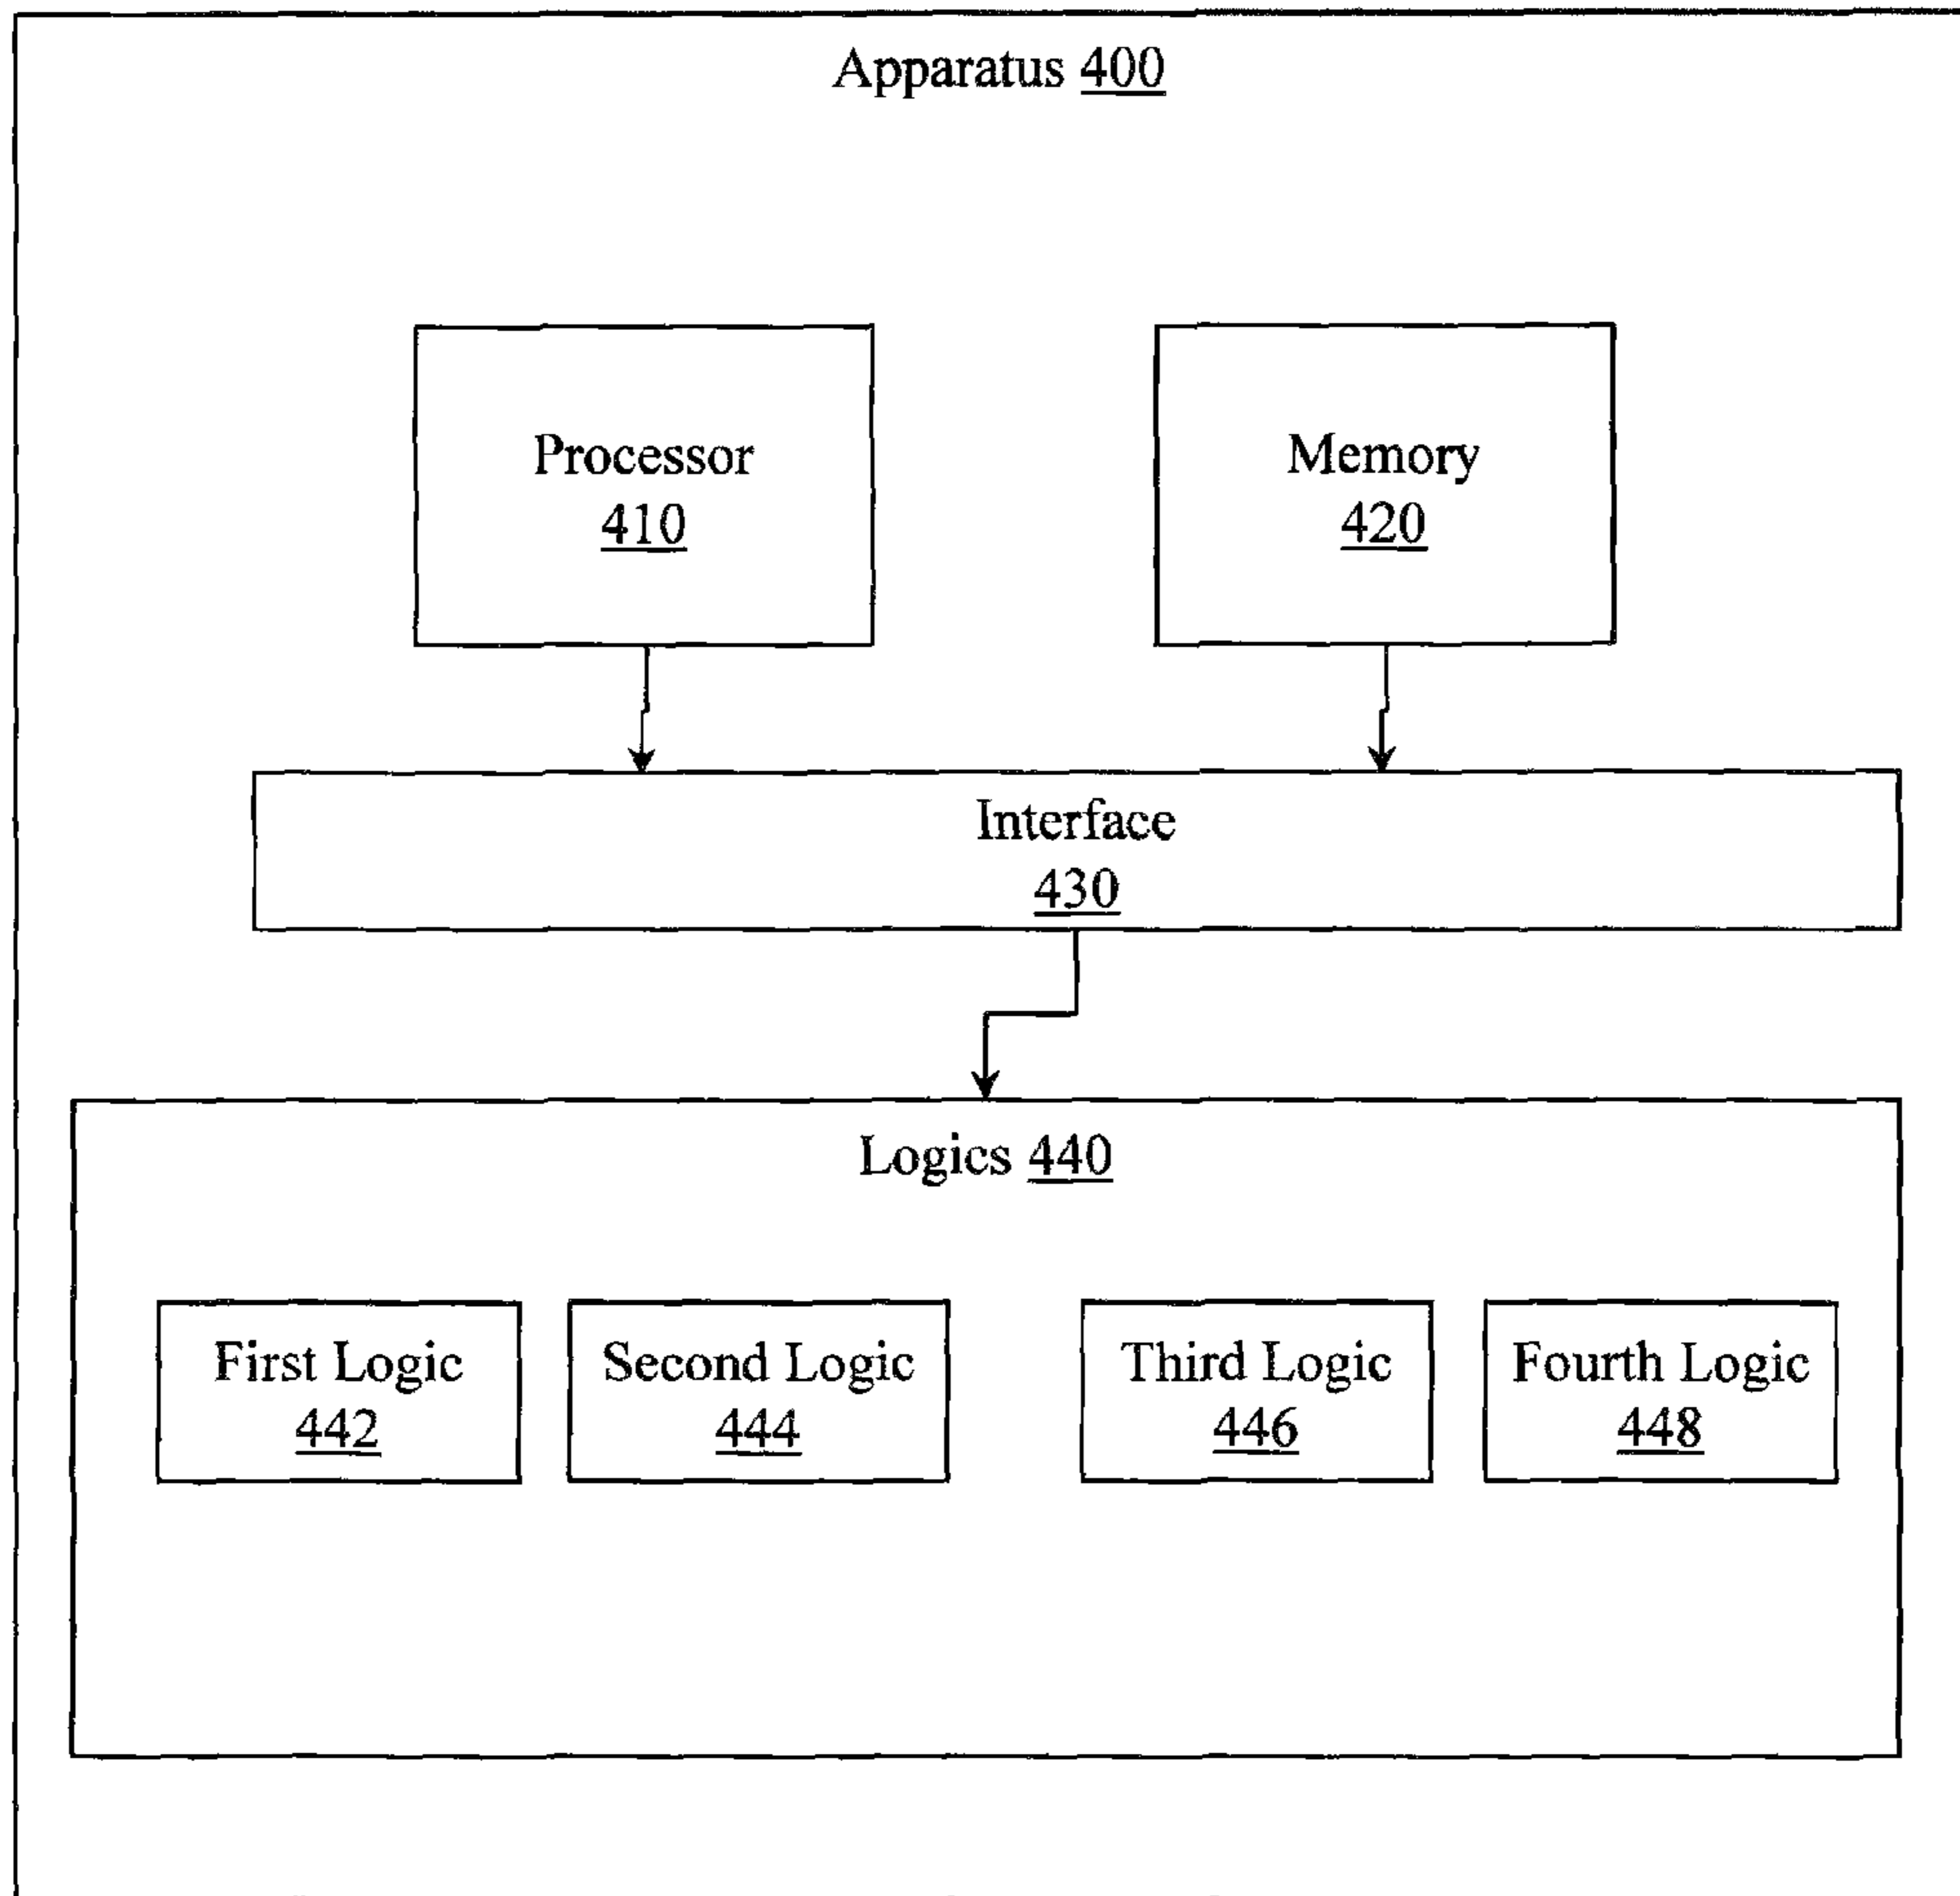 Apparatus 400
Processor
410
Memory
420
Interface
430
Logics 440
First Logic
442
Second Logic
444
Third Logic
446
Fourth Logic
448